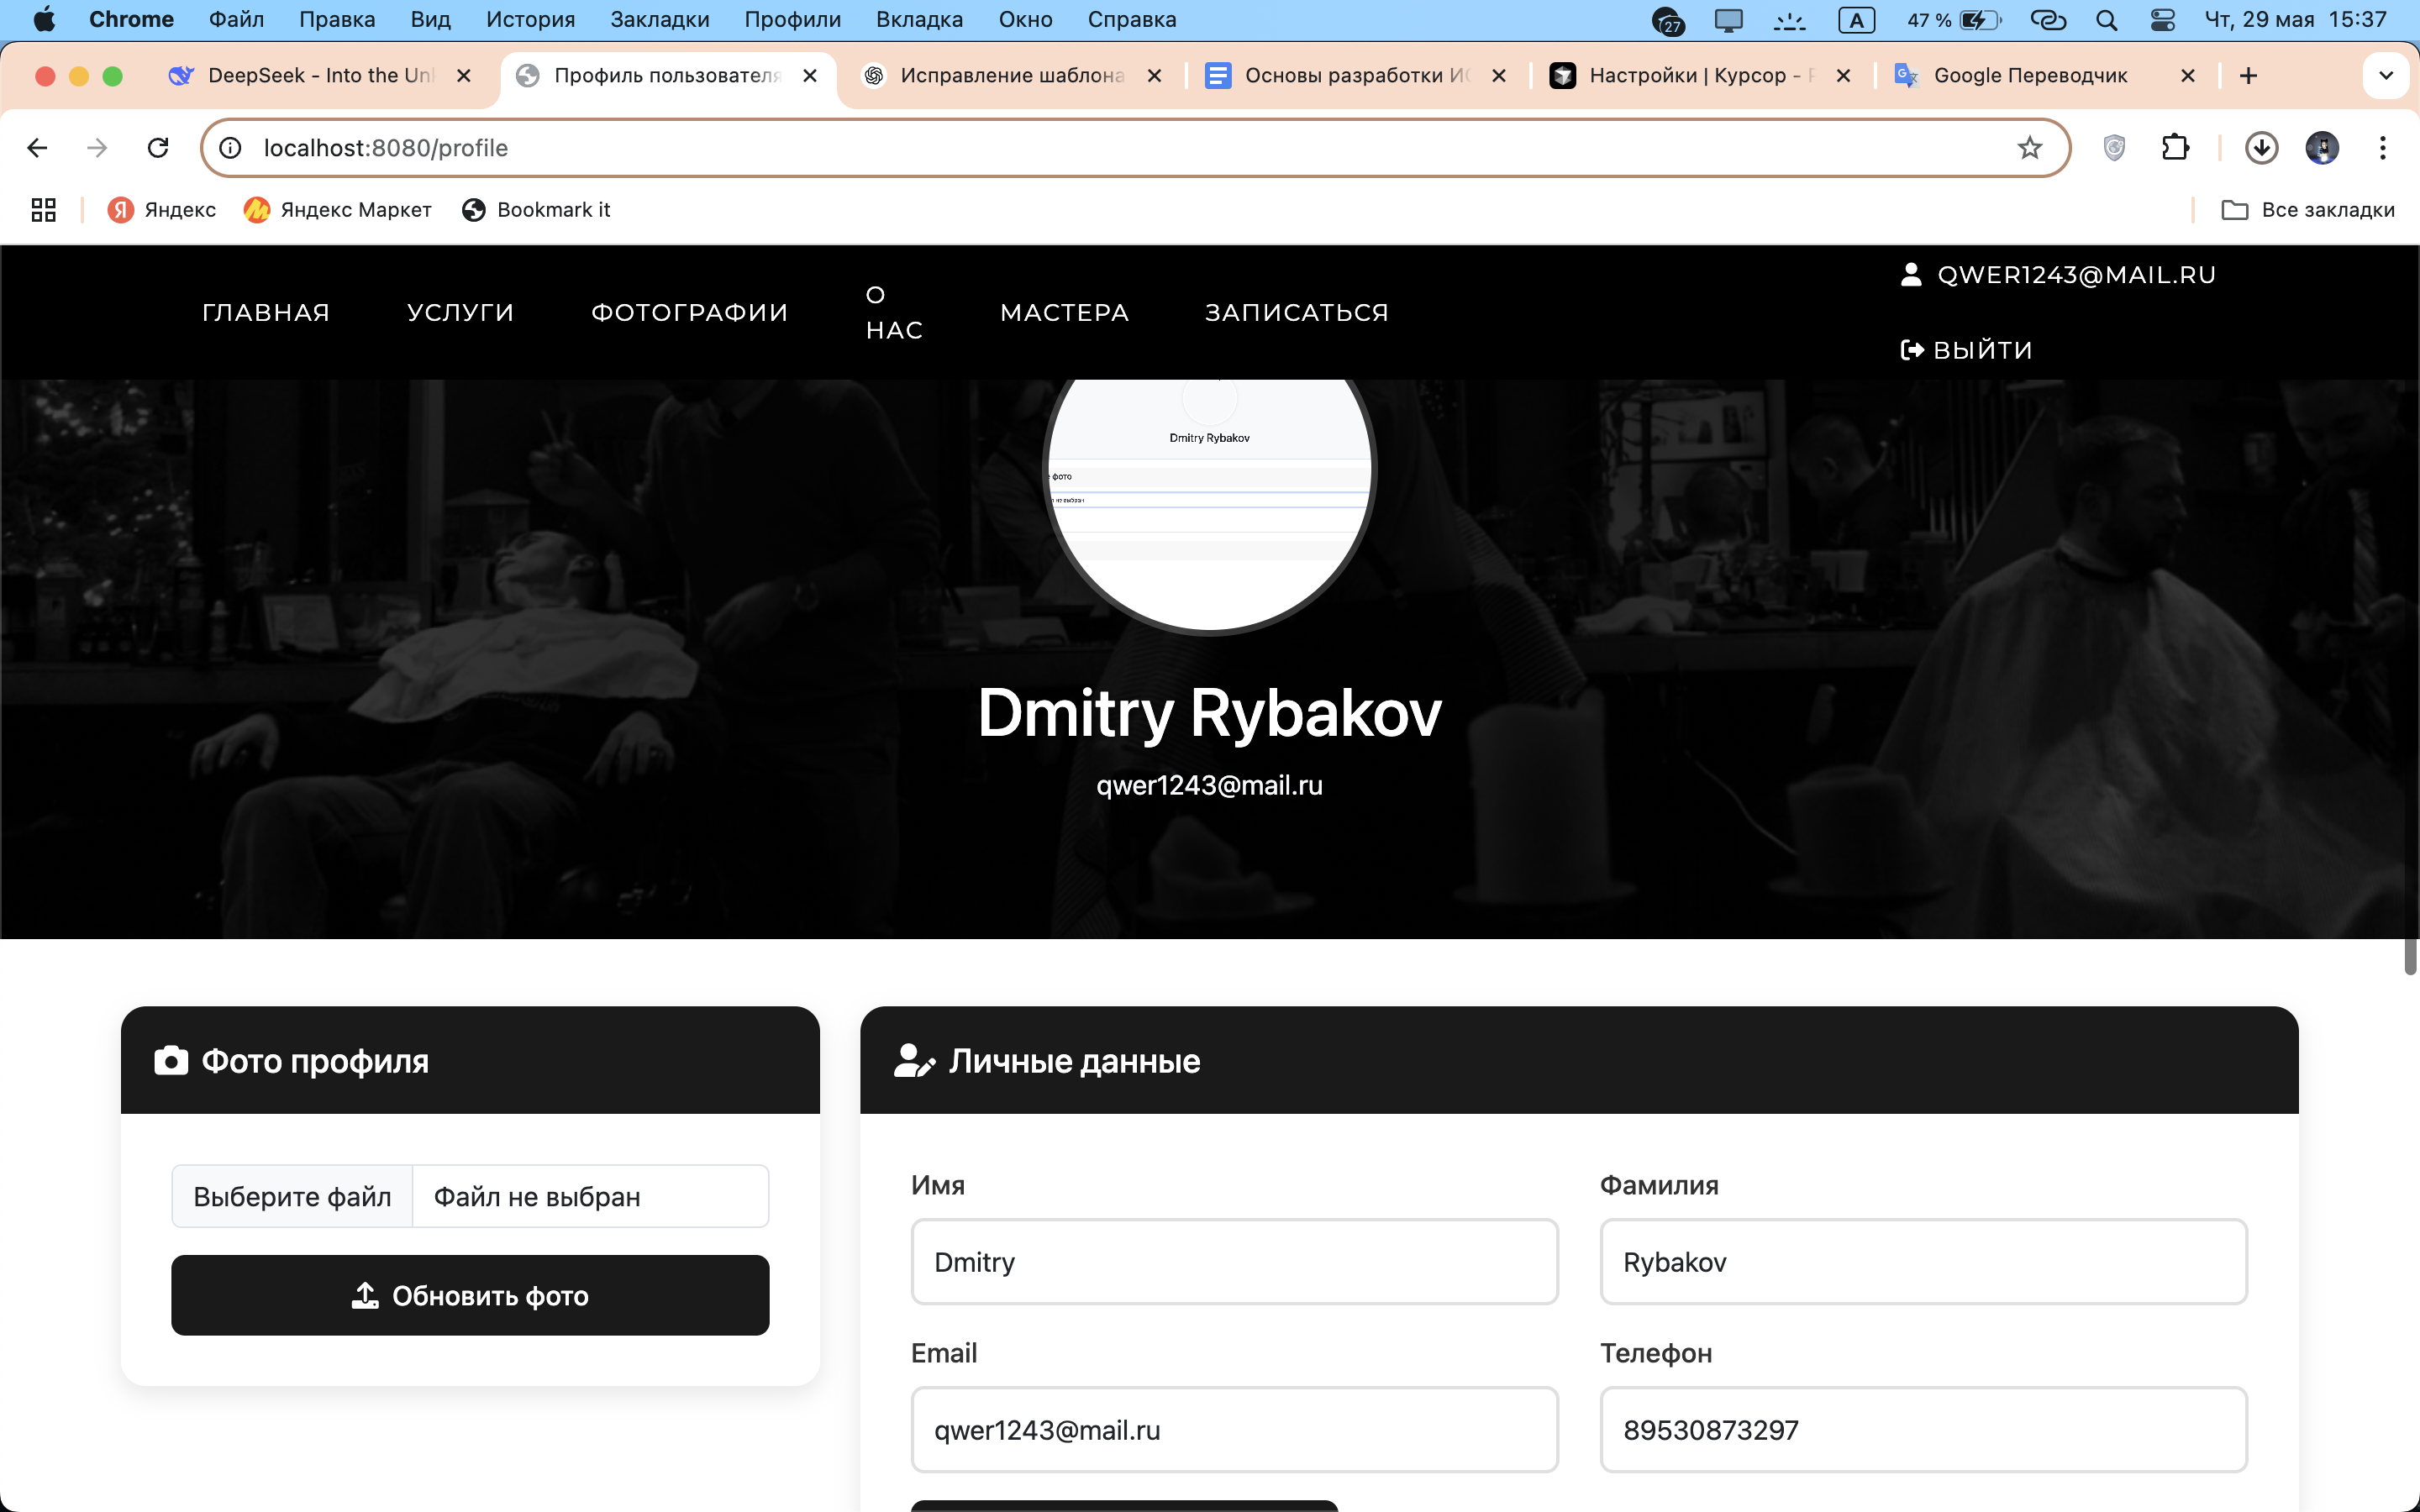 Chrome Файл Правка Вид История Закладки Профили Вкладка Окно Справка 27 A 47 % Чт, 29 мая 15:37
DeepSeek - Into the Un Профиль пользователя Исправление шаблона Основы разработки ИС Настройки | Курсор - Google Переводчик
localhost:8080/profile
Яндекс Яндекс Маркет Bookmark it Все закладки
ГЛАВНАЯ УСЛУГИ ФОТОГРАФИИ О НАС МАСТЕРА ЗАПИСАТЬСЯ
QWER1243@MAIL.RU
ВЫЙТИ
Dmitry Rybakov
фото
не выбран
Dmitry Rybakov
qwer1243@mail.ru
Фото профиля
Выберите файл Файл не выбран
Обновить фото
Личные данные
Имя Фамилия
Dmitry Rybakov
Email Телефон
qwer1243@mail.ru 89530873297